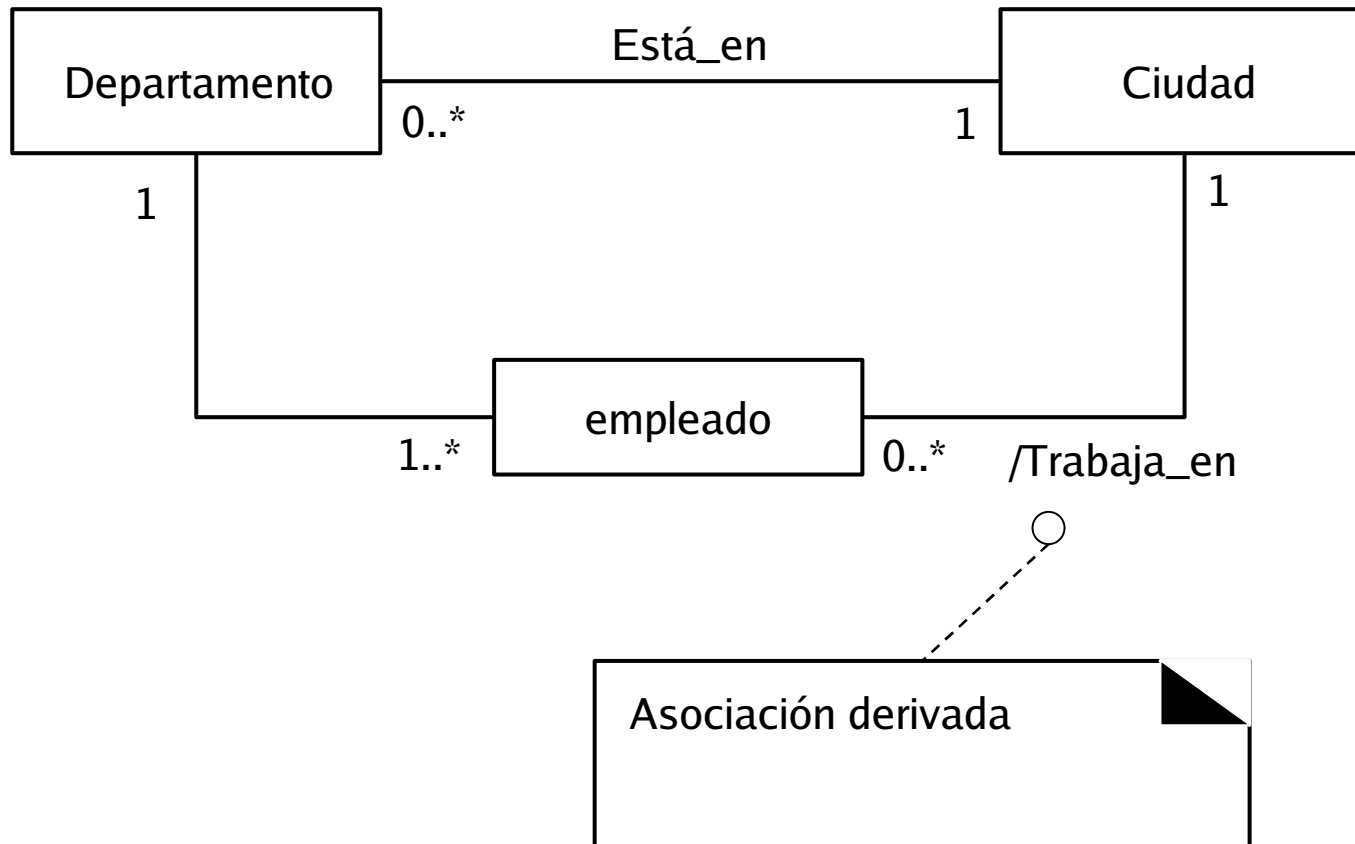 Está_en
Departamento
Ciudad
0..*
1
1
1
empleado
1..*
0..*
/Trabaja_en
Asociación derivada